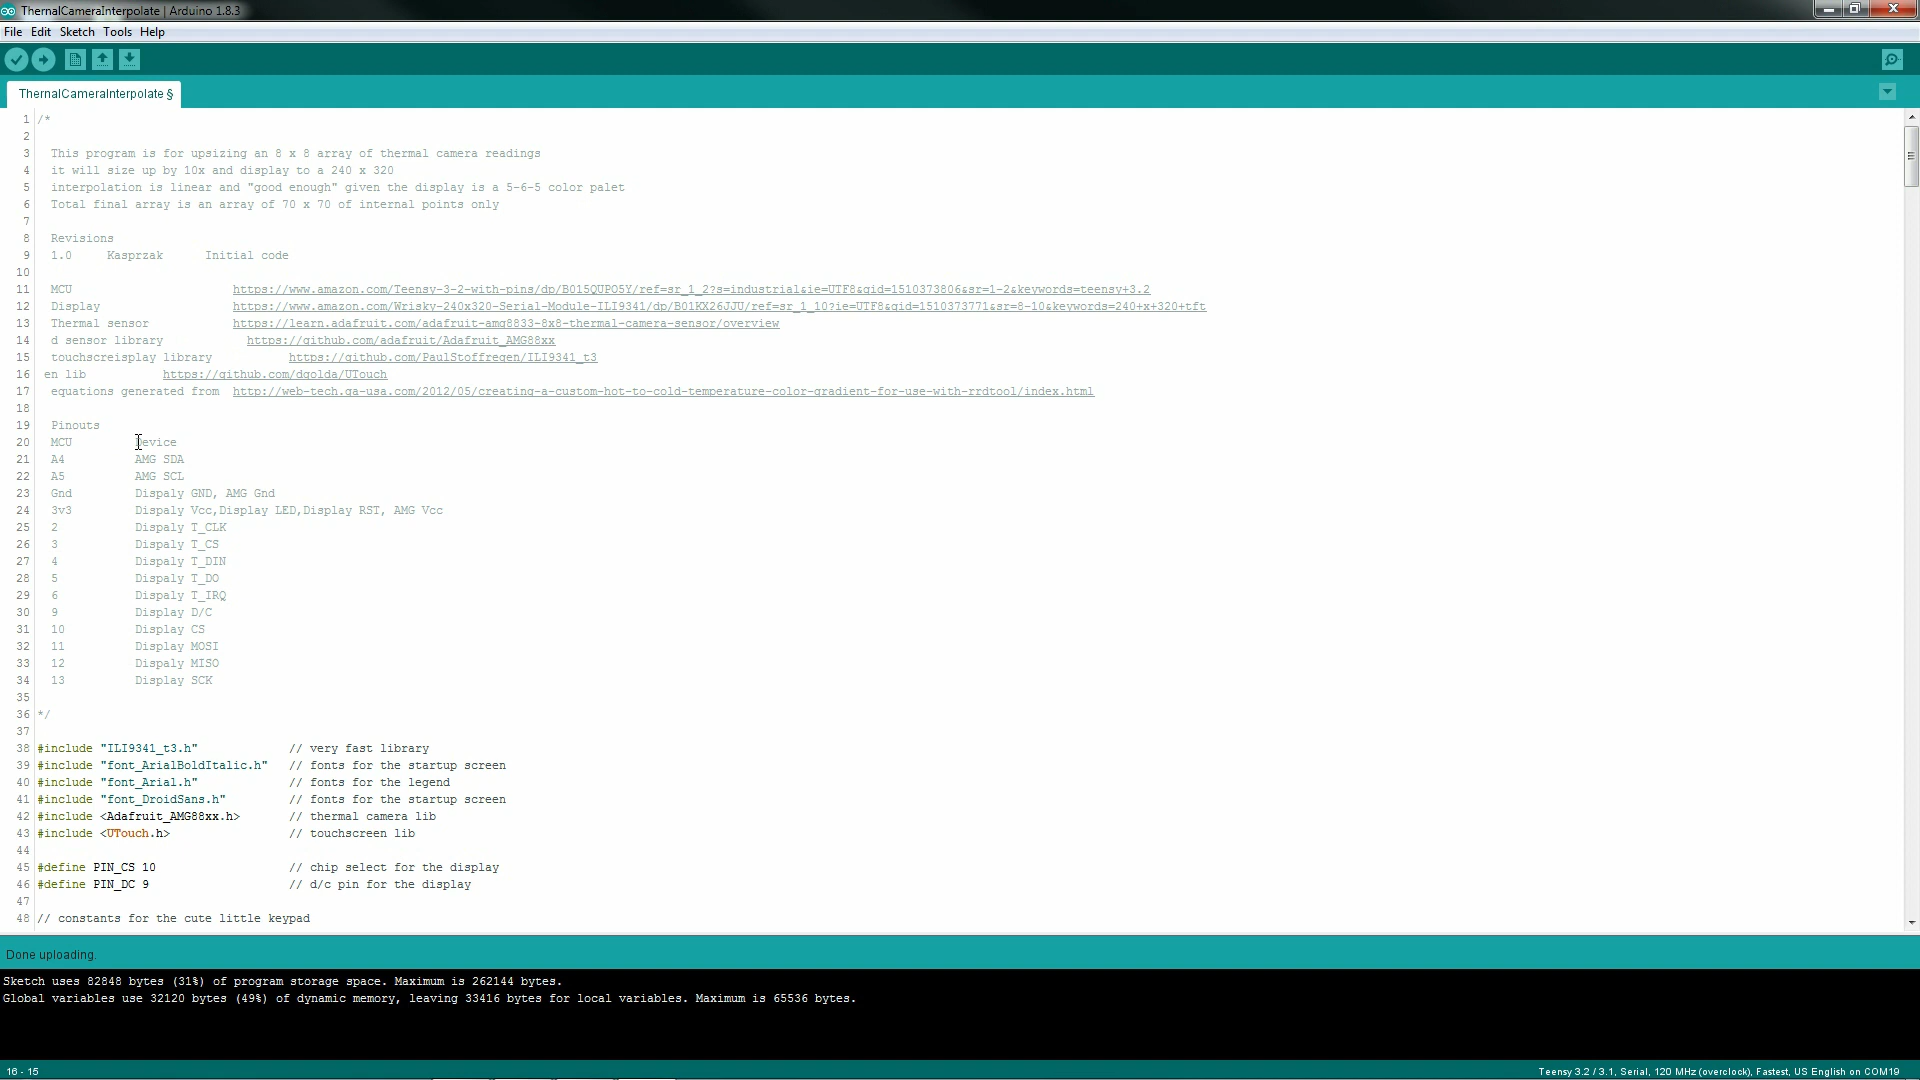 ThernalCameraInterpolate | Arduino 1.8.3
File Edit Sketch Tools Help
ThernalCameraInterpolate §
1 /*
2
3 This program is for upsizing an 8 x 8 array of thermal camera readings
4 it will size up by 10x and display to a 240 x 320
5 interpolation is linear and "good enough" given the display is a 5-6-5 color palet
6 Total final array is an array of 70 x 70 of internal points only
7
8 Revisions
9 1.0 Kasprzak Initial code
10
11 MCU https://www.amazon.com/Teensy-3-2-with-pins/dp/B015QUPO5Y/ref=sr_1_2?s=industrial&ie=UTF8&qid=1510373806&sr=1-2&keywords=teensy+3.2
12 Display https://www.amazon.com/Wrisky-240x320-Serial-Module-ILI9341/dp/B01KX26JJU/ref=sr_1_10?ie=UTF8&qid=1510373771&sr=8-10&keywords=240+x+320+tft
13 Thermal sensor https://learn.adafruit.com/adafruit-amg8833-8x8-thermal-camera-sensor/overview
14 d sensor library https://github.com/adafruit/Adafruit_AMG88xx
15 touchscreisplay library https://github.com/PaulStoffregen/ILI9341_t3
16 en lib https://github.com/dgolda/UTouch
17 equations generated from http://web-tech.ga-usa.com/2012/05/creating-a-custom-hot-to-cold-temperature-color-gradient-for-use-with-rrdtool/index.html
18
19 Pinouts
20 MCU Device
21 A4 AMG SDA
22 A5 AMG SCL
23 Gnd Dispaly GND, AMG Gnd
24 3v3 Dispaly Vcc,Display LED,Display RST, AMG Vcc
25 2 Dispaly T_CLK
26 3 Dispaly T_CS
27 4 Dispaly T_DIN
28 5 Dispaly T_DO
29 6 Dispaly T_IRQ
30 9 Display D/C
31 10 Display CS
32 11 Display MOSI
33 12 Dispaly MISO
34 13 Display SCK
35
36 */
37
38 #include "ILI9341_t3.h" // very fast library
39 #include "font_ArialBoldItalic.h" // fonts for the startup screen
40 #include "font_Arial.h" // fonts for the legend
41 #include "font_DroidSans.h" // fonts for the startup screen
42 #include <Adafruit_AMG88xx.h> // thermal camera lib
43 #include <UTouch.h> // touchscreen lib
44
45 #define PIN_CS 10 // chip select for the display
46 #define PIN_DC 9 // d/c pin for the display
47
48 // constants for the cute little keypad
Done uploading.
Sketch uses 82848 bytes (31%) of program storage space. Maximum is 262144 bytes.
Global variables use 32120 bytes (49%) of dynamic memory, leaving 33416 bytes for local variables. Maximum is 65536 bytes.
16 - 15 Teensy 3.2 / 3.1, Serial, 120 MHz (overclock), Fastest, US English on COM19